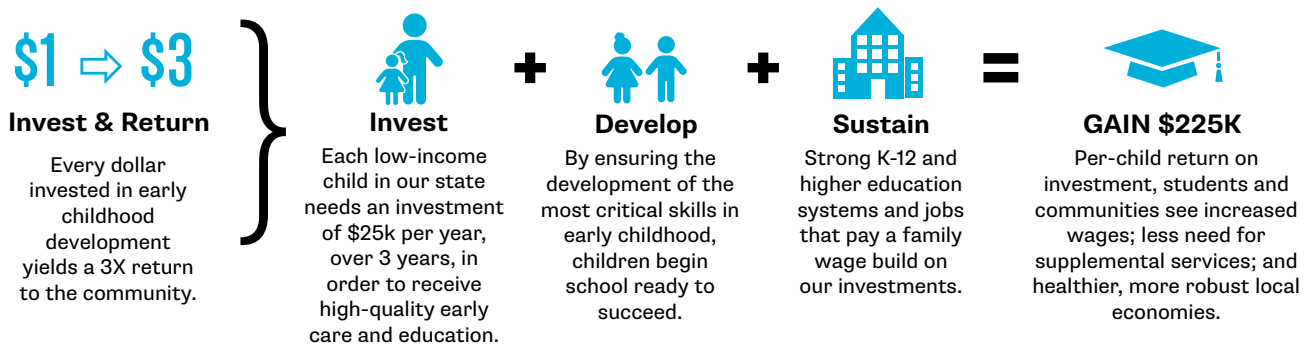 $1 ⇨ $3
Invest & Return
Every dollar
invested in early
childhood
development
yields a 3X return
to the community.
}
Invest
Each low-income
child in our state
needs an investment
of $25k per year,
over 3 years, in
order to receive
high-quality early
care and education.
+
Develop
By ensuring the
development of the
most critical skills in
early childhood,
children begin
school ready to
succeed.
+
Sustain
Strong K-12 and
higher education
systems and jobs
that pay a family
wage build on
our investments.
=
GAIN $225K
Per-child return on
investment, students and
communities see increased
wages; less need for
supplemental services; and
healthier, more robust local
economies.